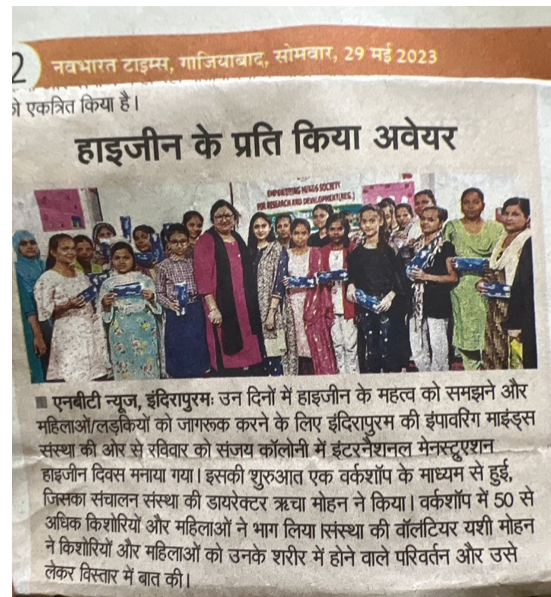 2 नवभारत टाइम्स, गाजियाबाद, सोमवार, 29 मई 2023
एकत्रित किया है।
हाइजीन के प्रति किया अवेयर
EMPOWERING MINDS SOCIETY
FOR RESEARCH AND DEVELOPMENT(REG.)
■ एनबीटी न्यूज, इंदिरापुरम: उन दिनों में हाइजीन के महत्व को समझने और
महिलाओं/लड़कियों को जागरूक करने के लिए इंदिरापुरम की इंपावरिंग माइंड्स
संस्था की ओर से रविवार को संजय कॉलोनी में इंटरनैशनल मेनस्ट्रुएशन
हाइजीन दिवस मनाया गया। इसकी शुरुआत एक वर्कशॉप के माध्यम से हुई,
जिसका संचालन संस्था की डायरेक्टर ऋचा मोहन ने किया। वर्कशॉप में 50 से
अधिक किशोरियों और महिलाओं ने भाग लिया।संस्था की वॉलंटियर यशी मोहन
ने किशोरियों और महिलाओं को उनके शरीर में होने वाले परिवर्तन और उसे
लेकर विस्तार में बात की।